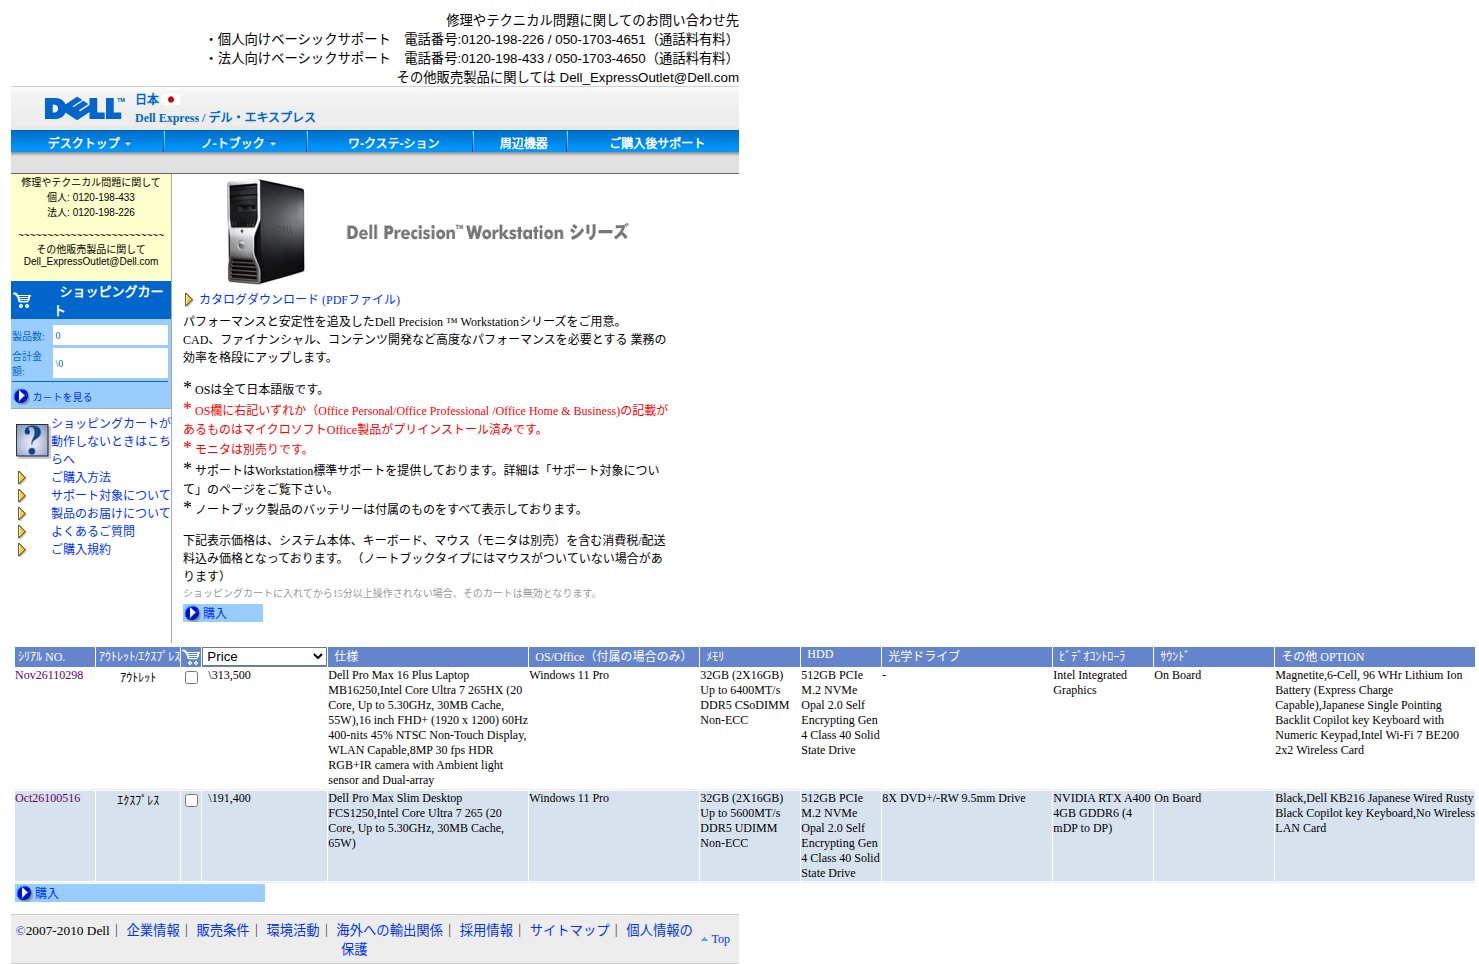 修理やテクニカル問題に関してのお問い合わせ先
・個人向けベーシックサポート　電話番号:0120-198-226 / 050-1703-4651（通話料有料）
・法人向けベーシックサポート　電話番号:0120-198-433 / 050-1703-4650（通話料有料）
その他販売製品に関しては Dell_ExpressOutlet@Dell.com
DELL™ 日本
Dell Express / デル・エキスプレス
デスクトップ ノートブック ワークステーション 周辺機器 ご購入後サポート
修理やテクニカル問題に関して
個人: 0120-198-433
法人: 0120-198-226
~~~~~~~~~~~~~~~~~~~~~~~~~
その他販売製品に関して
Dell_ExpressOutlet@Dell.com
ショッピングカー
ト
製品数: 0
合計金
額: \0
カートを見る
ショッピングカートが
動作しないときはこち
らへ
ご購入方法
サポート対象について
製品のお届けについて
よくあるご質問
ご購入規約
Dell Precision™ Workstation シリーズ
カタログダウンロード (PDFファイル)
パフォーマンスと安定性を追及したDell Precision ™ Workstationシリーズをご用意。
CAD、ファイナンシャル、コンテンツ開発など高度なパフォーマンスを必要とする 業務の
効率を格段にアップします。
* OSは全て日本語版です。
* OS欄に右記いずれか（Office Personal/Office Professional /Office Home & Business)の記載が
あるものはマイクロソフトOffice製品がプリインストール済みです。
* モニタは別売りです。
* サポートはWorkstation標準サポートを提供しております。詳細は「サポート対象につい
て」のページをご覧下さい。
* ノートブック製品のバッテリーは付属のものをすべて表示しております。
下記表示価格は、システム本体、キーボード、マウス（モニタは別売）を含む消費税/配送
料込み価格となっております。 （ノートブックタイプにはマウスがついていない場合があ
ります）
ショッピングカートに入れてから15分以上操作されない場合、そのカートは無効となります。
購入
ｼﾘｱﾙ NO. ｱｳﾄﾚｯﾄ/ｴｸｽﾌﾟﾚｽ Price 仕様 OS/Office（付属の場合のみ） ﾒﾓﾘ HDD 光学ドライブ ﾋﾞﾃﾞｵｺﾝﾄﾛｰﾗ ｻｳﾝﾄﾞ その他 OPTION
Nov26110298 ｱｳﾄﾚｯﾄ \313,500
Dell Pro Max 16 Plus Laptop
MB16250,Intel Core Ultra 7 265HX (20
Core, Up to 5.30GHz, 30MB Cache,
55W),16 inch FHD+ (1920 x 1200) 60Hz
400-nits 45% NTSC Non-Touch Display,
WLAN Capable,8MP 30 fps HDR
RGB+IR camera with Ambient light
sensor and Dual-array
Windows 11 Pro
32GB (2X16GB)
Up to 6400MT/s
DDR5 CSoDIMM
Non-ECC
512GB PCIe
M.2 NVMe
Opal 2.0 Self
Encrypting Gen
4 Class 40 Solid
State Drive
-
Intel Integrated
Graphics
On Board
Magnetite,6-Cell, 96 WHr Lithium Ion
Battery (Express Charge
Capable),Japanese Single Pointing
Backlit Copilot key Keyboard with
Numeric Keypad,Intel Wi-Fi 7 BE200
2x2 Wireless Card
Oct26100516 ｴｸｽﾌﾟﾚｽ \191,400
Dell Pro Max Slim Desktop
FCS1250,Intel Core Ultra 7 265 (20
Core, Up to 5.30GHz, 30MB Cache,
65W)
Windows 11 Pro
32GB (2X16GB)
Up to 5600MT/s
DDR5 UDIMM
Non-ECC
512GB PCIe
M.2 NVMe
Opal 2.0 Self
Encrypting Gen
4 Class 40 Solid
State Drive
8X DVD+/-RW 9.5mm Drive
NVIDIA RTX A400
4GB GDDR6 (4
mDP to DP)
On Board
Black,Dell KB216 Japanese Wired Rusty
Black Copilot key Keyboard,No Wireless
LAN Card
購入
©2007-2010 Dell｜ 企業情報｜ 販売条件｜ 環境活動｜ 海外への輸出関係｜ 採用情報｜ サイトマップ｜ 個人情報の
保護
Top